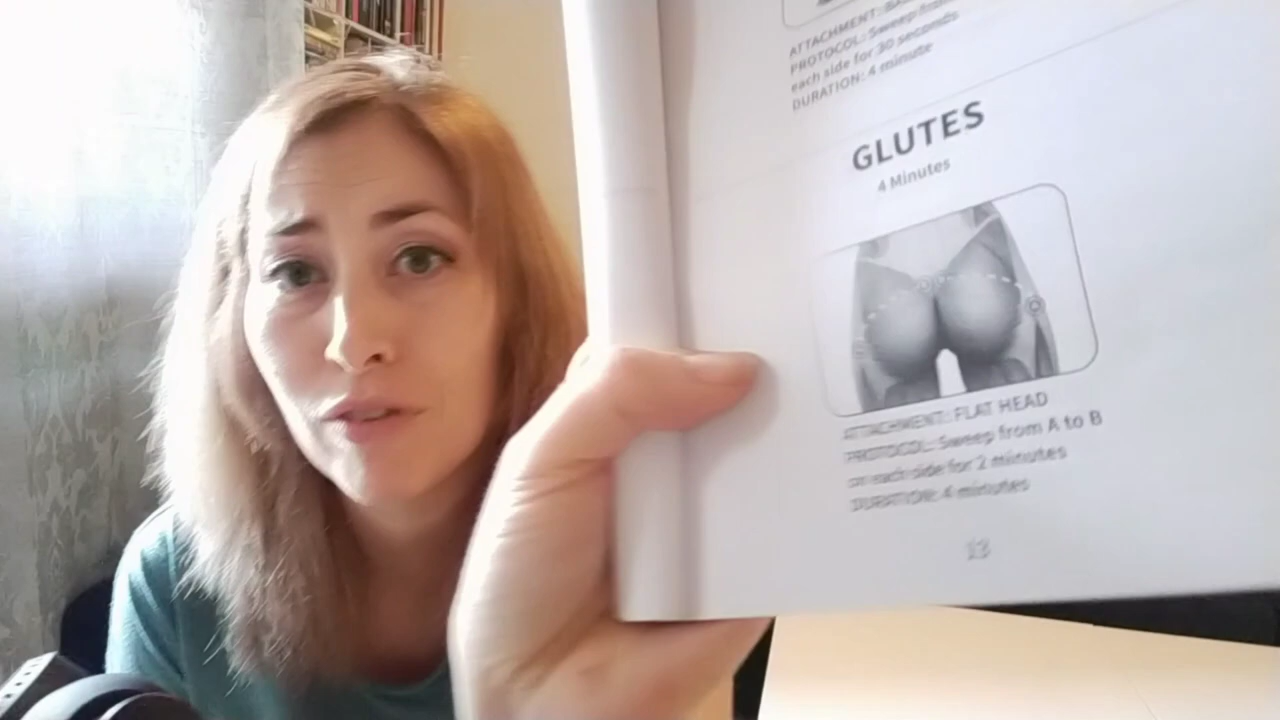 ATTACHMENT:
PROTOCOL: Sweep from
each side for 30 seconds
DURATION: 4 minute
GLUTES
4 Minutes
ATTACHMENT: FLAT HEAD
PROTOCOL: Sweep from A to B
on each side for 2 minutes
DURATION: 4 minutes
13